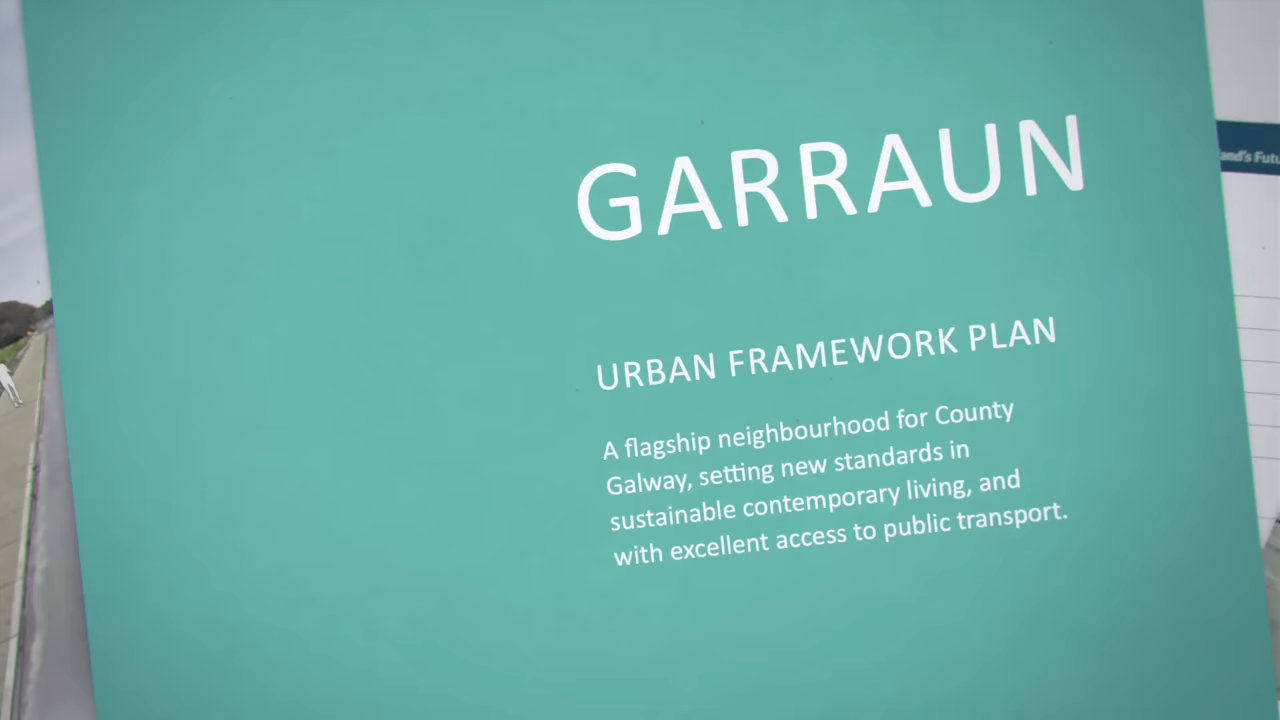 GARRAUN
URBAN FRAMEWORK PLAN
A flagship neighbourhood for County
Galway, setting new standards in
sustainable contemporary living, and
with excellent access to public transport.